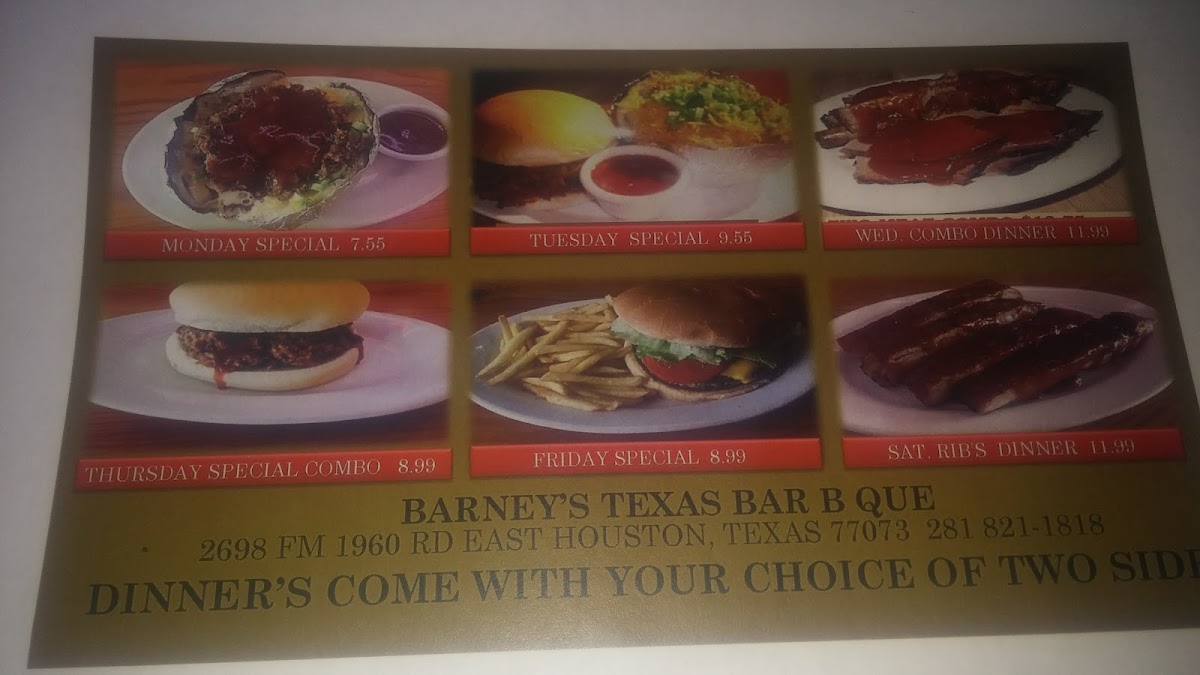 MONDAY SPECIAL 7.55
TUESDAY SPECIAL 9.55
WED. COMBO DINNER 11.99
THURSDAY SPECIAL COMBO 8.99
FRIDAY SPECIAL 8.99
SAT. RIB'S DINNER 11.99
BARNEY'S TEXAS BAR B QUE
2698 FM 1960 RD EAST HOUSTON, TEXAS 77073 281 821-1818
DINNER'S COME WITH YOUR CHOICE OF TWO